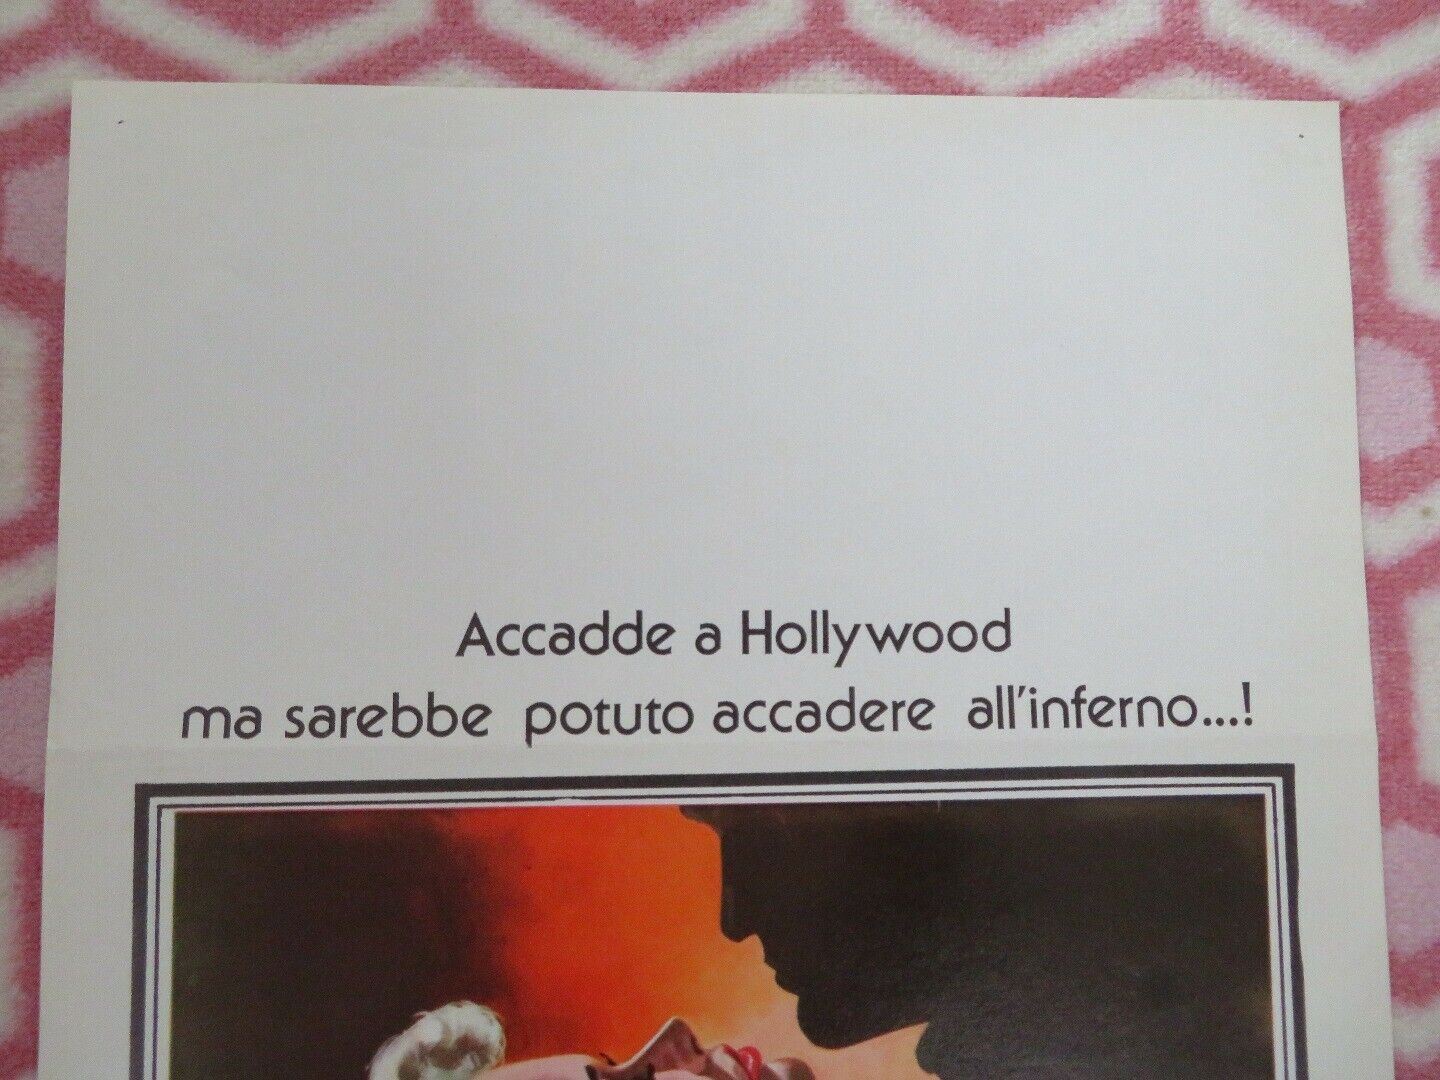 Accadde a Hollywood
ma sarebbe potuto accadere all'inferno...!